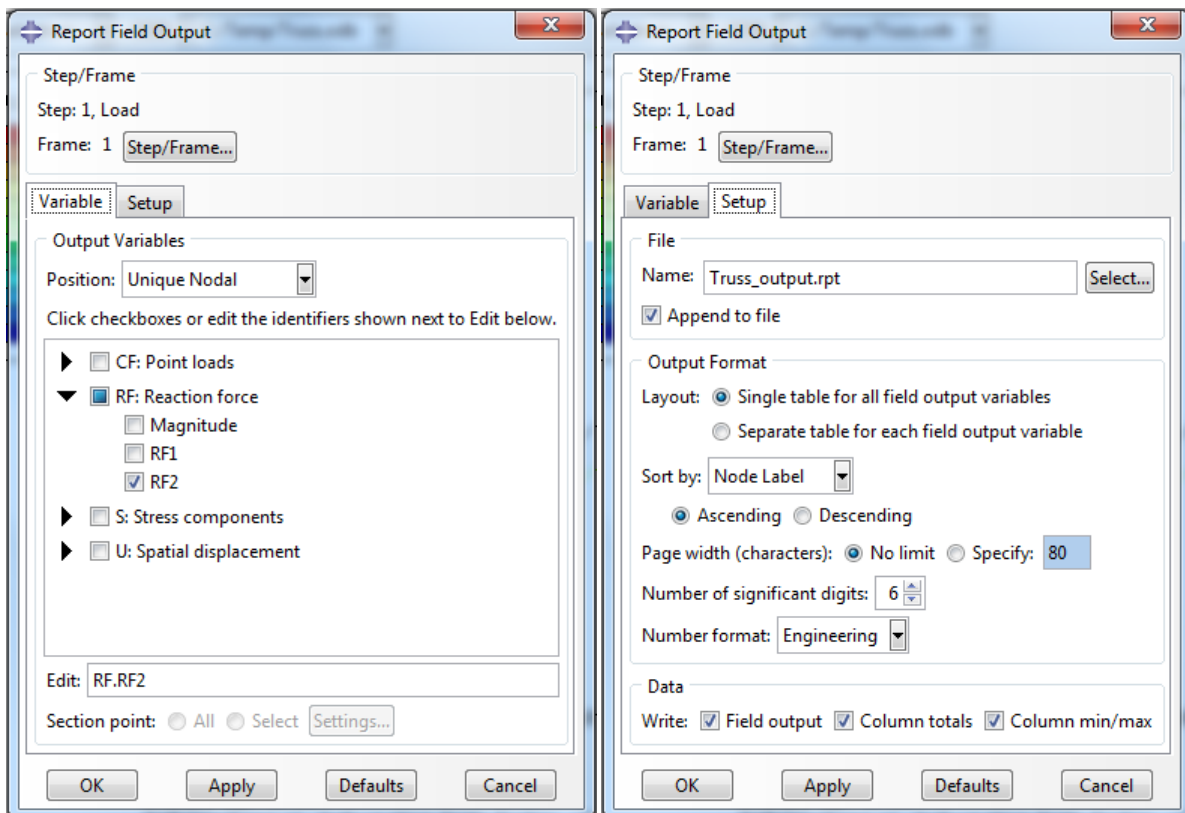 Report Field Output
Step/Frame
Step: 1, Load
Frame: 1 Step/Frame...
Variable Setup
Output Variables
Position: Unique Nodal
Click checkboxes or edit the identifiers shown next to Edit below.
CF: Point loads
RF: Reaction force
Magnitude
RF1
RF2
S: Stress components
U: Spatial displacement
Edit: RF.RF2
Section point: All Select Settings...
OK Apply Defaults Cancel
Report Field Output
Step/Frame
Step: 1, Load
Frame: 1 Step/Frame...
Variable Setup
File
Name: Truss_output.rpt Select...
Append to file
Output Format
Layout: Single table for all field output variables
Separate table for each field output variable
Sort by: Node Label
Ascending Descending
Page width (characters): No limit Specify: 80
Number of significant digits: 6
Number format: Engineering
Data
Write: Field output Column totals Column min/max
OK Apply Defaults Cancel